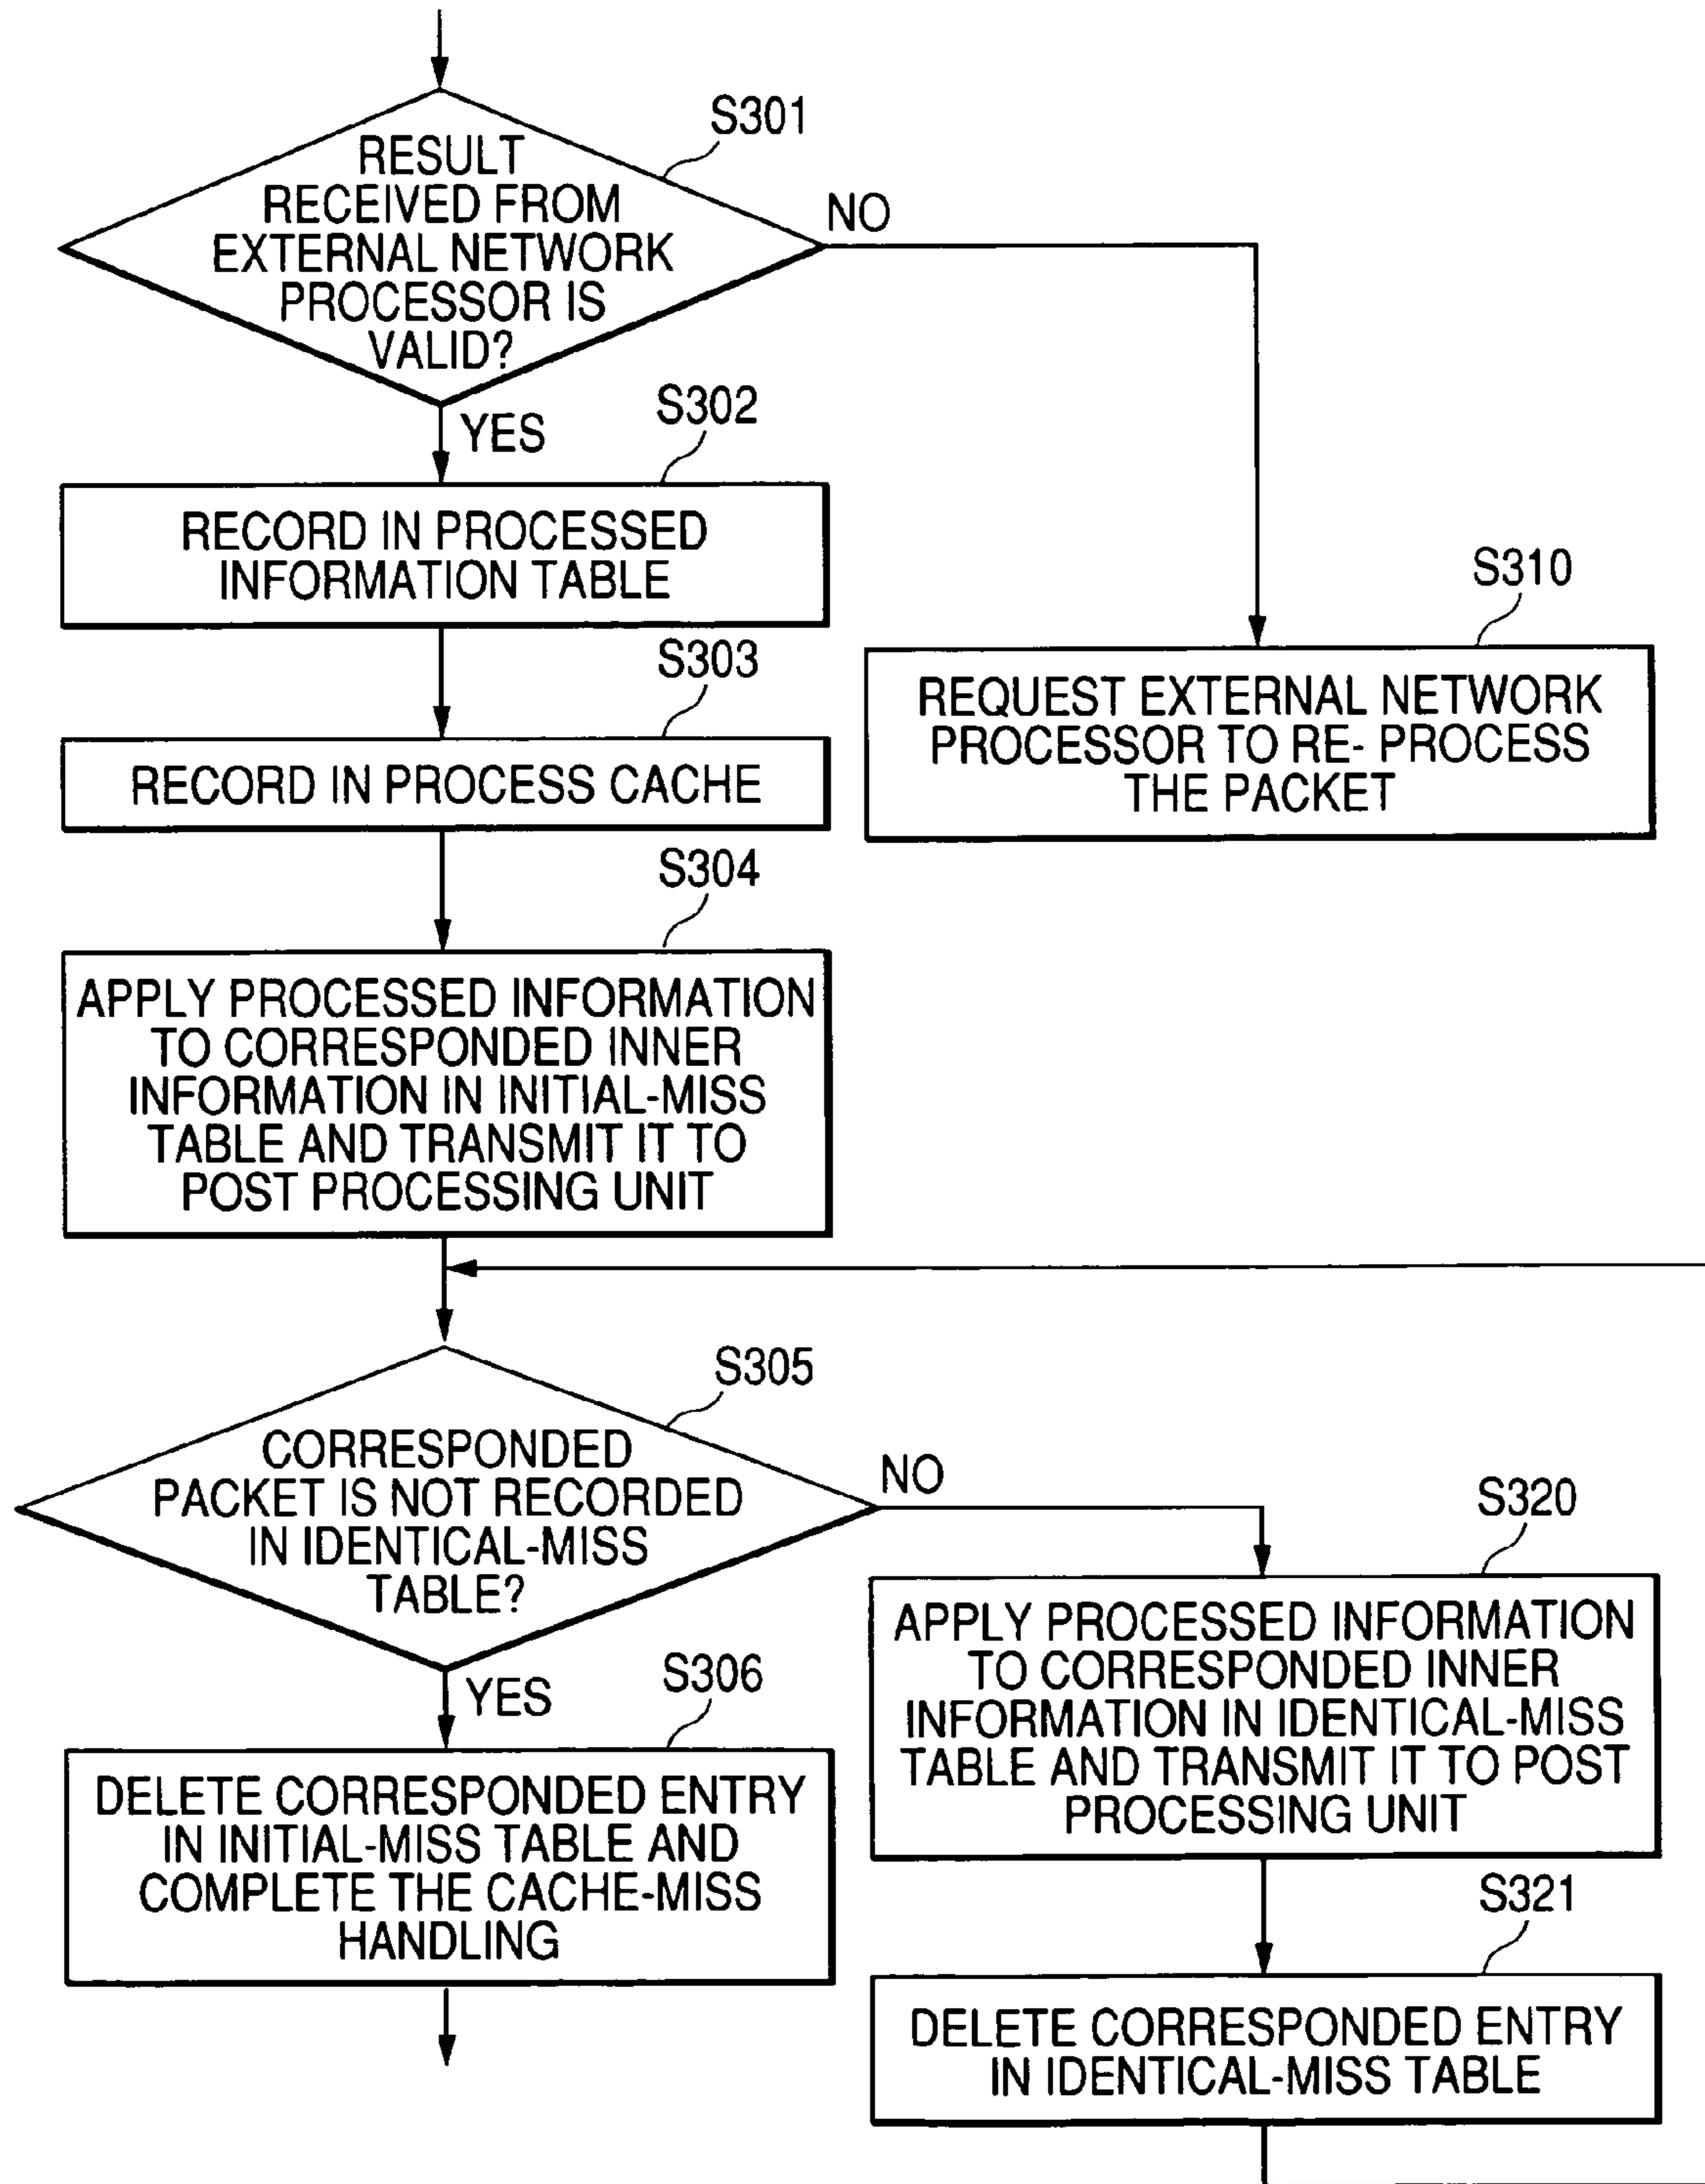 S301
RESULT
RECEIVED FROM
EXTERNAL NETWORK
PROCESSOR IS
VALID?
NO
YES
S302
RECORD IN PROCESSED
INFORMATION TABLE
S303
RECORD IN PROCESS CACHE
S310
REQUEST EXTERNAL NETWORK
PROCESSOR TO RE- PROCESS
THE PACKET
S304
APPLY PROCESSED INFORMATION
TO CORRESPONDED INNER
INFORMATION IN INITIAL-MISS
TABLE AND TRANSMIT IT TO
POST PROCESSING UNIT
S305
CORRESPONDED
PACKET IS NOT RECORDED
IN IDENTICAL-MISS
TABLE?
NO
YES
S306
DELETE CORRESPONDED ENTRY
IN INITIAL-MISS TABLE AND
COMPLETE THE CACHE-MISS
HANDLING
S320
APPLY PROCESSED INFORMATION
TO CORRESPONDED INNER
INFORMATION IN IDENTICAL-MISS
TABLE AND TRANSMIT IT TO POST
PROCESSING UNIT
S321
DELETE CORRESPONDED ENTRY
IN IDENTICAL-MISS TABLE